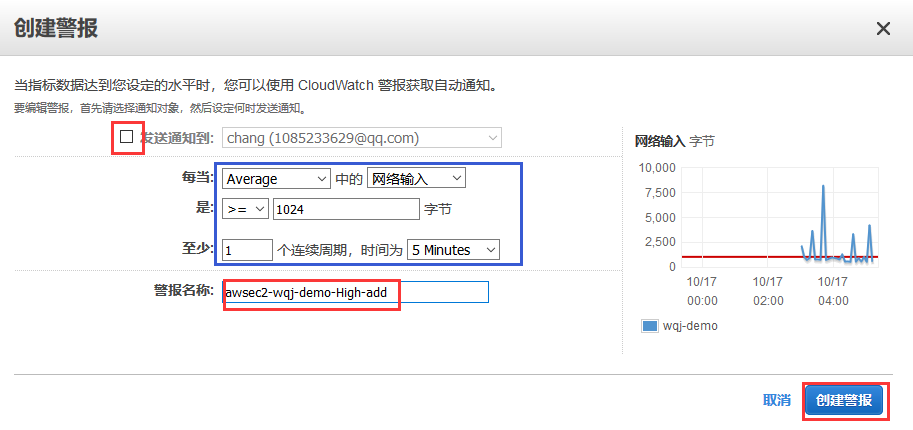 创建警报
当指标数据达到您设定的水平时，您可以使用 CloudWatch 警报获取自动通知。
要编辑警报，首先请选择通知对象，然后设定何时发送通知。
发送通知到: chang (1085233629@qq.com)
每当: Average 中的 网络输入
是: >= 1024 字节
至少: 1 个连续周期，时间为 5 Minutes
警报名称: awsec2-wqj-demo-High-add
网络输入 字节
10,000
7,500
5,000
2,500
0
10/17 10/17 10/17
00:00 02:00 04:00
wqj-demo
取消 创建警报